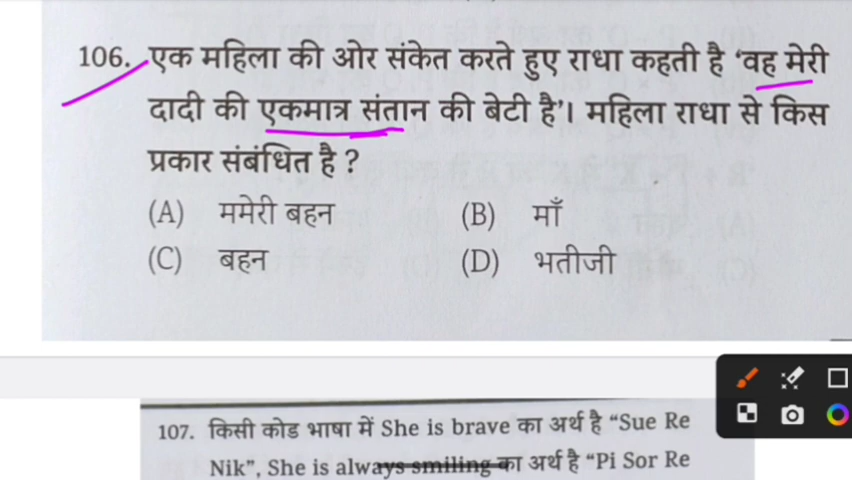 106. एक महिला की ओर संकेत करते हुए राधा कहती है ‘वह मेरी
दादी की एकमात्र संतान की बेटी है’। महिला राधा से किस
प्रकार संबंधित है ?
(A) ममेरी बहन (B) माँ
(C) बहन (D) भतीजी
107. किसी कोड भाषा में She is brave का अर्थ है “Sue Re
Nik”, She is always smiling का अर्थ है “Pi Sor Re